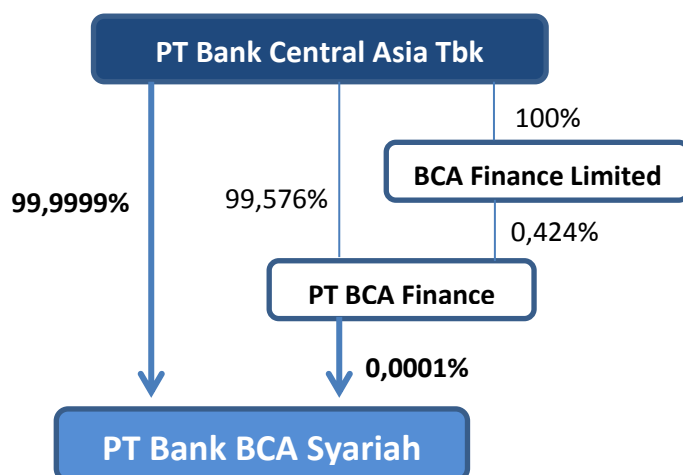 PT Bank Central Asia Tbk
100%
BCA Finance Limited
99,9999%
99,576%
0,424%
PT BCA Finance
0,0001%
PT Bank BCA Syariah